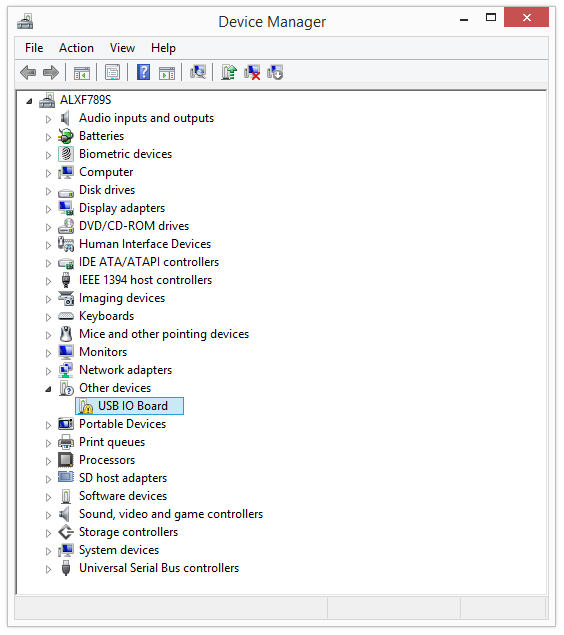 Device Manager
File Action View Help
ALXF789S
Audio inputs and outputs
Batteries
Biometric devices
Computer
Disk drives
Display adapters
DVD/CD-ROM drives
Human Interface Devices
IDE ATA/ATAPI controllers
IEEE 1394 host controllers
Imaging devices
Keyboards
Mice and other pointing devices
Monitors
Network adapters
Other devices
USB IO Board
Portable Devices
Print queues
Processors
SD host adapters
Software devices
Sound, video and game controllers
Storage controllers
System devices
Universal Serial Bus controllers